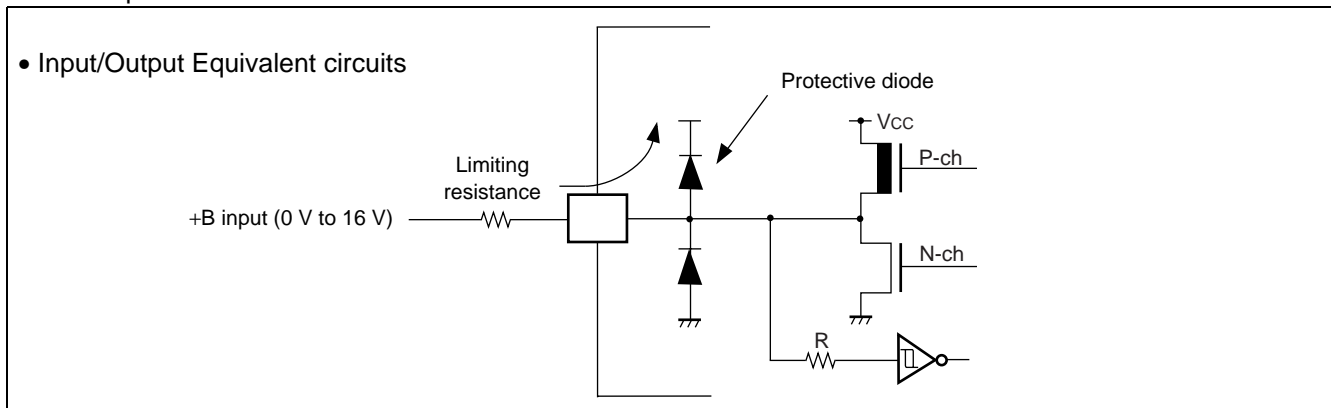 • Input/Output Equivalent circuits
Protective diode
VCC
P-ch
Limiting
resistance
+B input (0 V to 16 V)
N-ch
R